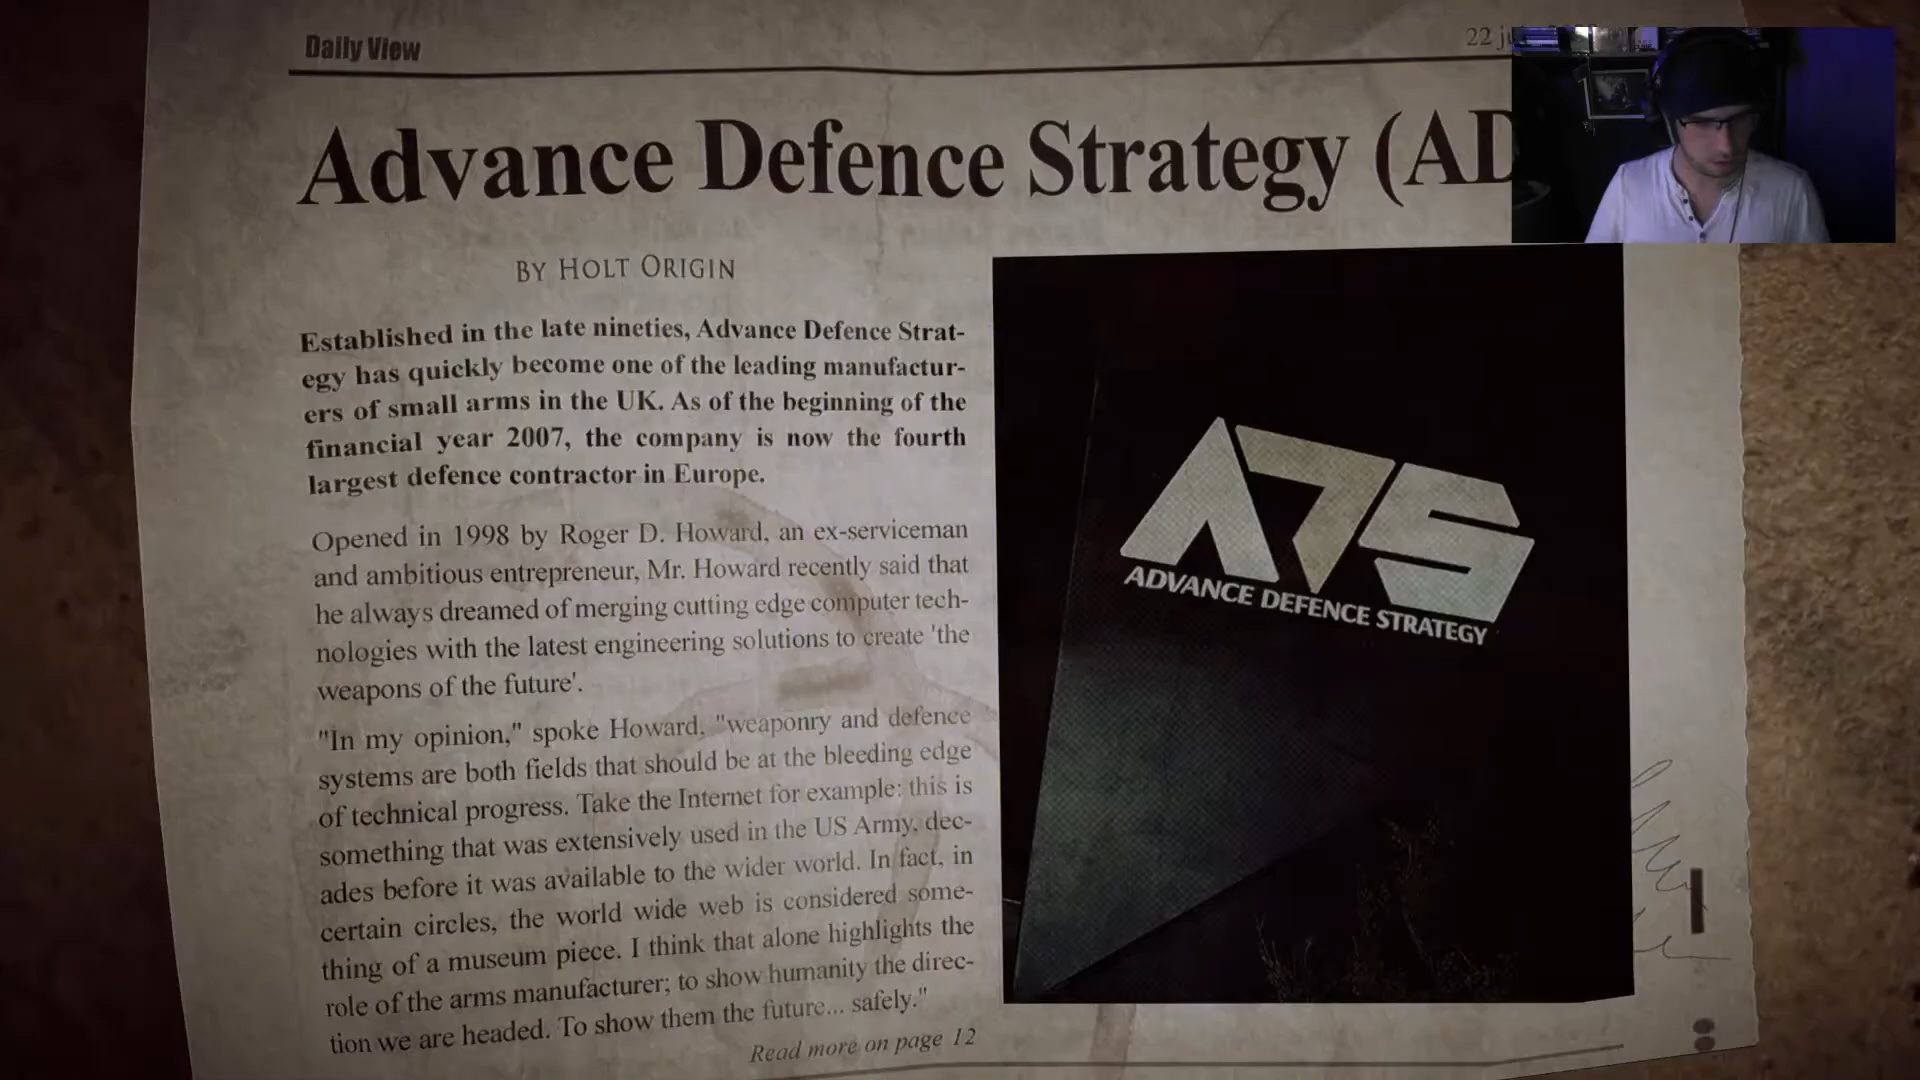 Daily View
22
Advance Defence Strategy (AD
BY HOLT ORIGIN
Established in the late nineties, Advance Defence Strat-
egy has quickly become one of the leading manufactur-
ers of small arms in the UK. As of the beginning of the
financial year 2007, the company is now the fourth
largest defence contractor in Europe.
Opened in 1998 by Roger D. Howard, an ex-serviceman
and ambitious entrepreneur, Mr. Howard recently said that
he always dreamed of merging cutting edge computer tech-
nologies with the latest engineering solutions to create 'the
weapons of the future'.
"In my opinion," spoke Howard, "weaponry and defence
systems are both fields that should be at the bleeding edge
of technical progress. Take the Internet for example: this is
something that was extensively used in the US Army, dec-
ades before it was available to the wider world. In fact, in
certain circles, the world wide web is considered some-
thing of a museum piece. I think that alone highlights the
role of the arms manufacturer; to show humanity the direc-
tion we are headed. To show them the future... safely."
Read more on page 12
ADVANCE DEFENCE STRATEGY